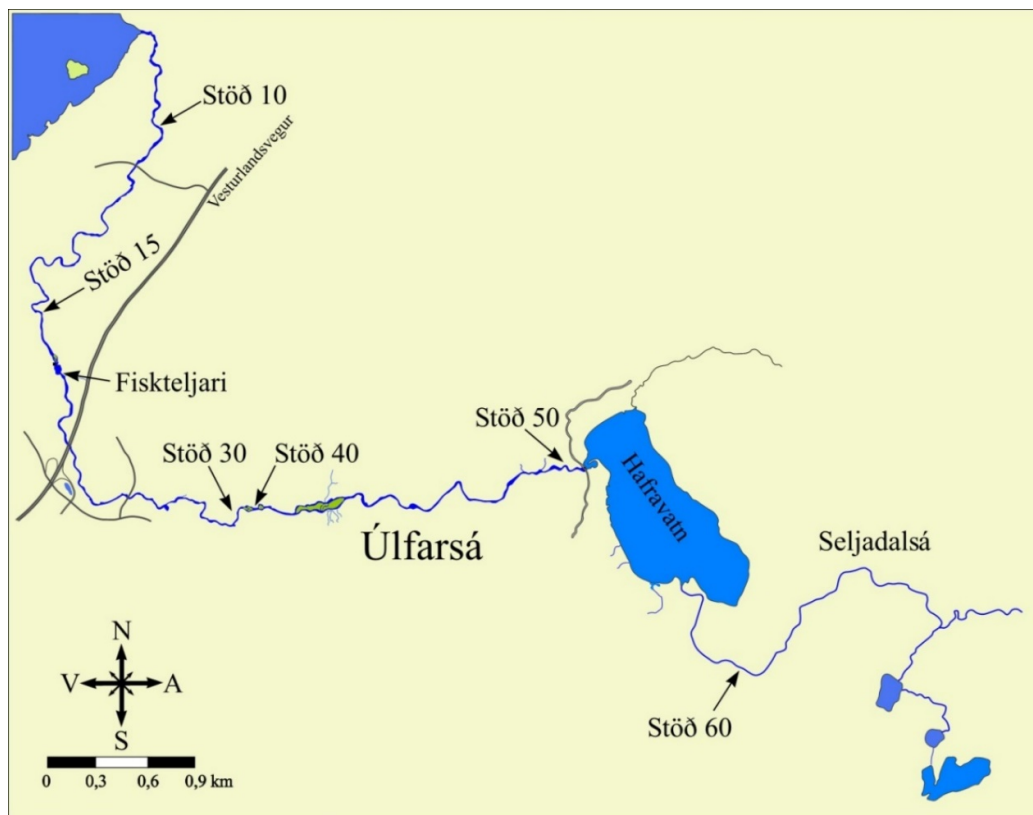 Stöð 10
Vesturlandsvegur
Stöð 15
Fiskteljari
Stöð 50
Stöð 30
Stöð 40
Hafravatn
Úlfarsá
Seljadalsá
N
V
A
S
Stöð 60
0 0,3 0,6 0,9 km